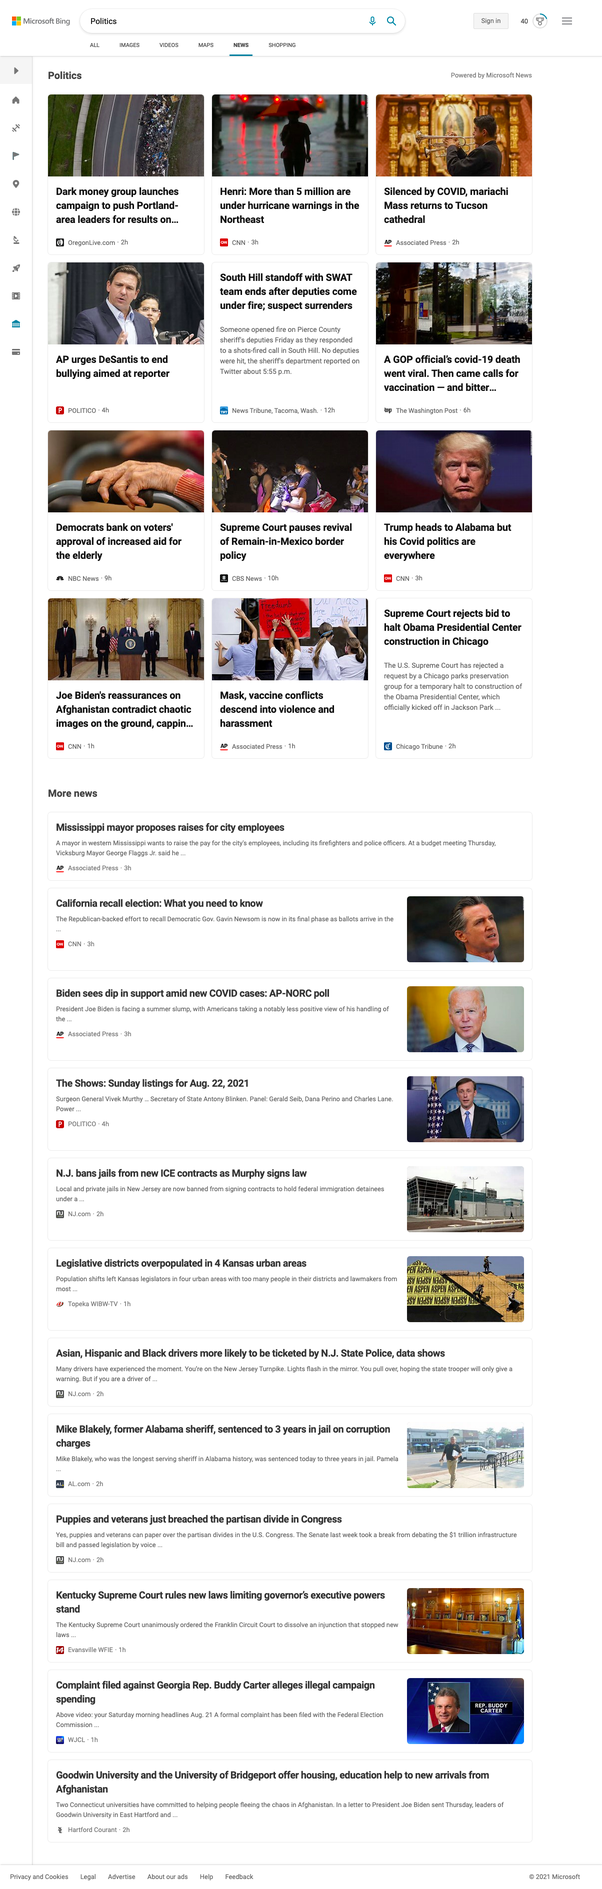 Microsoft Bing
Politics
Sign in
40
ALL IMAGES VIDEOS MAPS NEWS SHOPPING
Politics
Powered by Microsoft News
Dark money group launches
campaign to push Portland-
area leaders for results on...
OregonLive.com · 2h
Henri: More than 5 million are
under hurricane warnings in the
Northeast
CNN · 3h
Silenced by COVID, mariachi
Mass returns to Tucson
cathedral
Associated Press · 2h
AP urges DeSantis to end
bullying aimed at reporter
POLITICO · 4h
South Hill standoff with SWAT
team ends after deputies come
under fire; suspect surrenders
Someone opened fire on Pierce County
sheriff's deputies Friday as they responded
to a shots-fired call in South Hill. No deputies
were hit, the sheriff's department reported on
Twitter about 5:55 p.m.
News Tribune, Tacoma, Wash. · 12h
A GOP official's covid-19 death
went viral. Then came calls for
vaccination — and bitter...
The Washington Post · 6h
Democrats bank on voters'
approval of increased aid for
the elderly
NBC News · 9h
Supreme Court pauses revival
of Remain-in-Mexico border
policy
CBS News · 10h
Trump heads to Alabama but
his Covid politics are
everywhere
CNN · 3h
Joe Biden's reassurances on
Afghanistan contradict chaotic
images on the ground, cappin...
CNN · 1h
Mask, vaccine conflicts
descend into violence and
harassment
Associated Press · 1h
Supreme Court rejects bid to
halt Obama Presidential Center
construction in Chicago
The U.S. Supreme Court has rejected a
request by a Chicago parks preservation
group for a temporary halt to construction of
the Obama Presidential Center, which
officially kicked off in Jackson Park ...
Chicago Tribune · 2h
More news
Mississippi mayor proposes raises for city employees
A mayor in western Mississippi wants to raise the pay for the city's employees, including its firefighters and police officers. At a budget meeting Thursday,
Vicksburg Mayor George Flaggs Jr. said he ...
Associated Press · 3h
California recall election: What you need to know
The Republican-backed effort to recall Democratic Gov. Gavin Newsom is now in its final phase as ballots arrive in the
...
CNN · 3h
Biden sees dip in support amid new COVID cases: AP-NORC poll
President Joe Biden is facing a summer slump, with Americans taking a notably less positive view of his handling of
the ...
Associated Press · 3h
The Shows: Sunday listings for Aug. 22, 2021
Surgeon General Vivek Murthy ... Secretary of State Antony Blinken. Panel: Gerald Seib, Dana Perino and Charles Lane.
Power ...
POLITICO · 4h
N.J. bans jails from new ICE contracts as Murphy signs law
Local and private jails in New Jersey are now banned from signing contracts to hold federal immigration detainees
under a ...
NJ.com · 2h
Legislative districts overpopulated in 4 Kansas urban areas
Population shifts left Kansas legislators in four urban areas with too many people in their districts and lawmakers from
most ...
Topeka WIBW-TV · 1h
Asian, Hispanic and Black drivers more likely to be ticketed by N.J. State Police, data shows
Many drivers have experienced the moment. You're on the New Jersey Turnpike. Lights flash in the mirror. You pull over, hoping the state trooper will only give a
warning. But if you are a driver of ...
NJ.com · 2h
Mike Blakely, former Alabama sheriff, sentenced to 3 years in jail on corruption
charges
Mike Blakely, who was the longest serving sheriff in Alabama history, was sentenced today to three years in jail. Pamela
...
AL.com · 2h
Puppies and veterans just breached the partisan divide in Congress
Yes, puppies and veterans can paper over the partisan divides in the U.S. Congress. The Senate last week took a break from debating the $1 trillion infrastructure
bill and passed legislation by voice ...
NJ.com · 2h
Kentucky Supreme Court rules new laws limiting governor's executive powers
stand
The Kentucky Supreme Court unanimously ordered the Franklin Circuit Court to dissolve an injunction that stopped new
laws ...
Evansville WFIE · 1h
Complaint filed against Georgia Rep. Buddy Carter alleges illegal campaign
spending
Above video: your Saturday morning headlines Aug. 21 A formal complaint has been filed with the Federal Election
Commission ...
WJCL · 1h
REP. BUDDY
CARTER
Goodwin University and the University of Bridgeport offer housing, education help to new arrivals from
Afghanistan
Two Connecticut universities have committed to helping people fleeing the chaos in Afghanistan. In a letter to President Joe Biden sent Thursday, leaders of
Goodwin University in East Hartford and ...
Hartford Courant · 2h
Privacy and Cookies Legal Advertise About our ads Help Feedback
© 2021 Microsoft